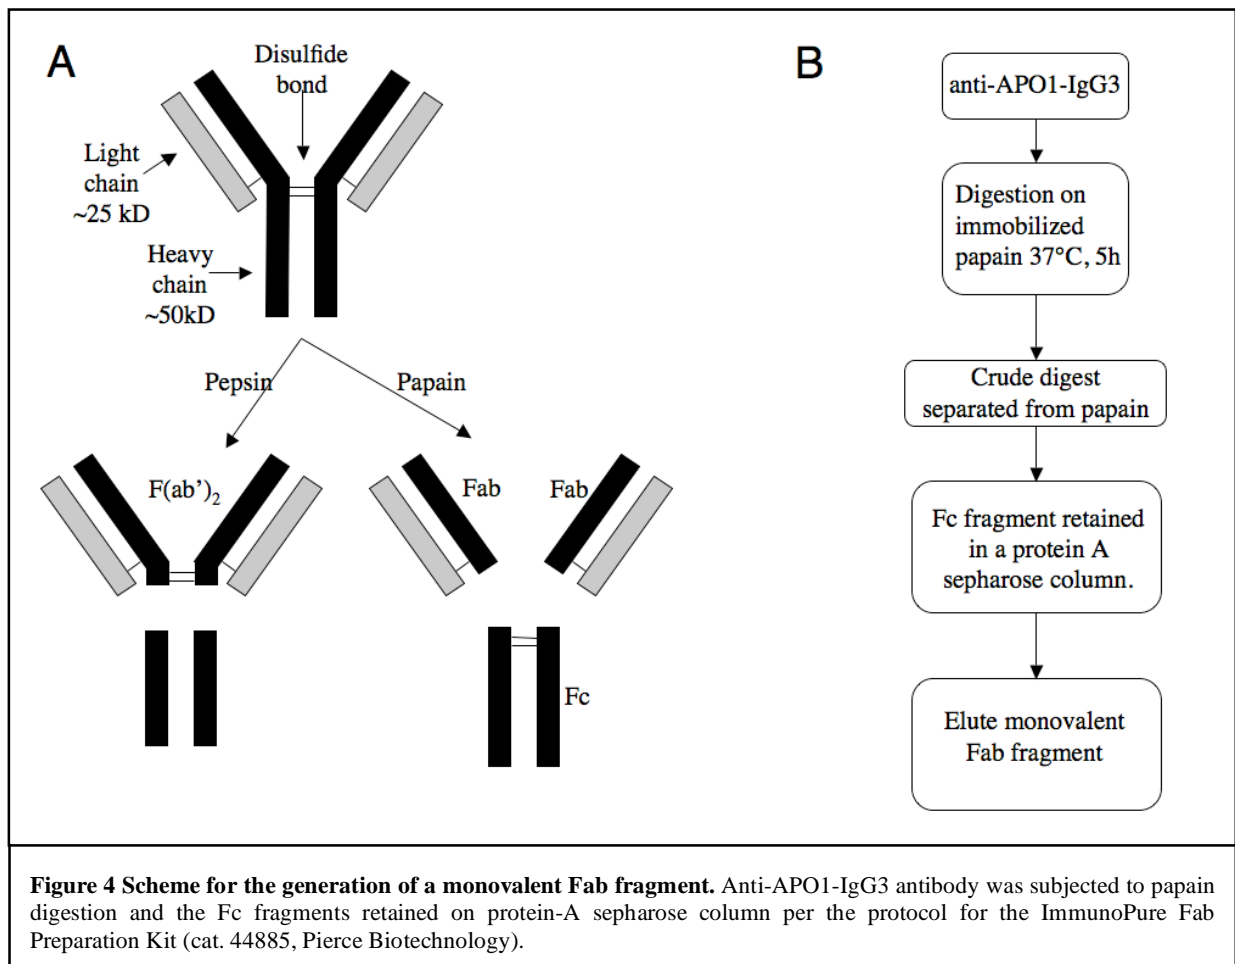 A
Disulfide
bond
Light
chain
~25 kD
Heavy
chain
~50kD
Pepsin
Papain
F(ab’)2
Fab
Fab
Fc
B
anti-APO1-IgG3
Digestion on
immobilized
papain 37°C, 5h
Crude digest
separated from papain
Fc fragment retained
in a protein A
sepharose column.
Elute monovalent
Fab fragment
Figure 4 Scheme for the generation of a monovalent Fab fragment. Anti-APO1-IgG3 antibody was subjected to papain
digestion and the Fc fragments retained on protein-A sepharose column per the protocol for the ImmunoPure Fab
Preparation Kit (cat. 44885, Pierce Biotechnology).